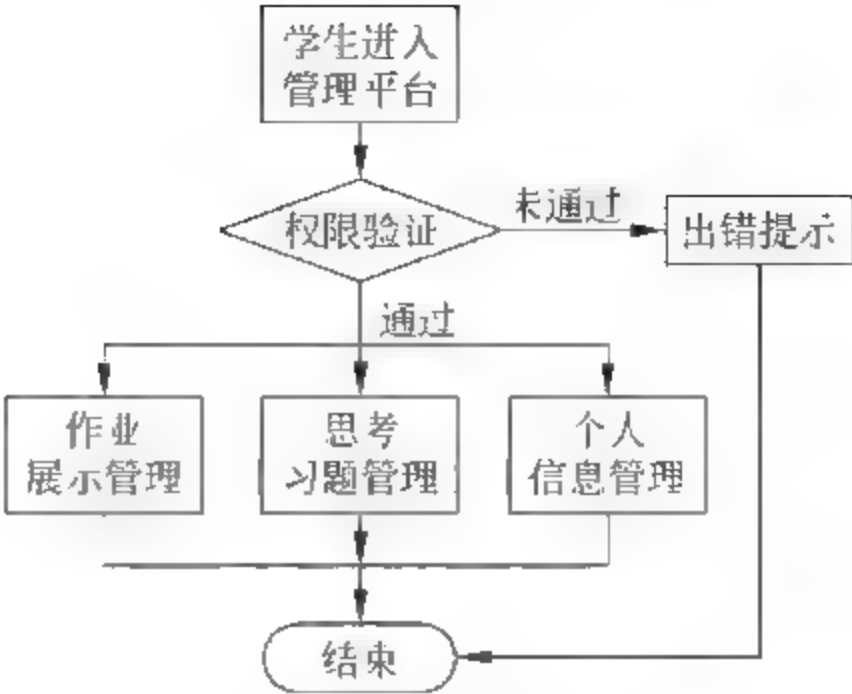 学生进入
管理平台
权限验证
未通过
出错提示
通过
作业
展示管理
思考
习题管理
个人
信息管理
结束